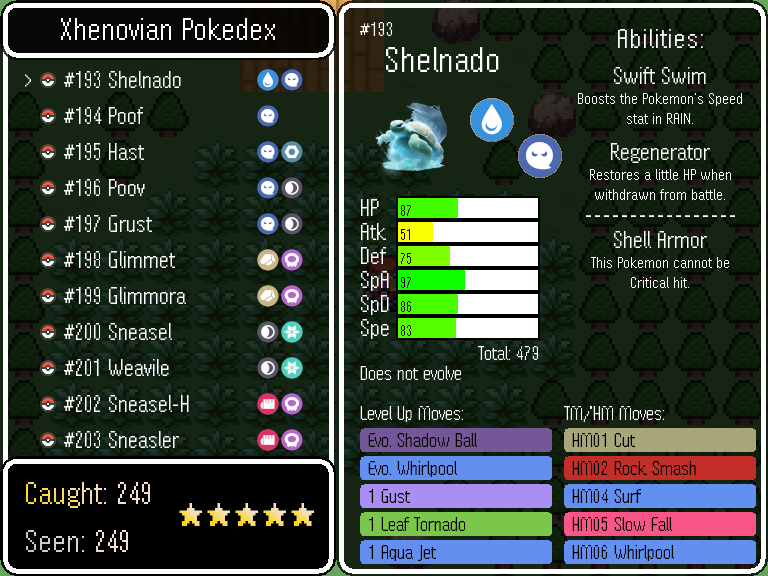 Xhenovian Pokedex
> #193 Shelnado
#194 Poof
#195 Hast
#196 Poov
#197 Grust
#198 Glimmet
#199 Glimmora
#200 Sneasel
#201 Weavile
#202 Sneasel-H
#203 Sneasler
Caught: 249
Seen: 249
#193
Shelnado
HP 87
Atk 51
Def 75
SpA 97
SpD 86
Spe 83
Total: 479
Does not evolve
Abilities:
Swift Swim
Boosts the Pokemon's Speed
stat in RAIN.
Regenerator
Restores a little HP when
withdrawn from battle.
Shell Armor
This Pokemon cannot be
Critical hit.
Level Up Moves:
Evo. Shadow Ball
Evo. Whirlpool
1 Gust
1 Leaf Tornado
1 Aqua Jet
TM/HM Moves:
HM01 Cut
HM02 Rock Smash
HM04 Surf
HM05 Slow Fall
HM06 Whirlpool